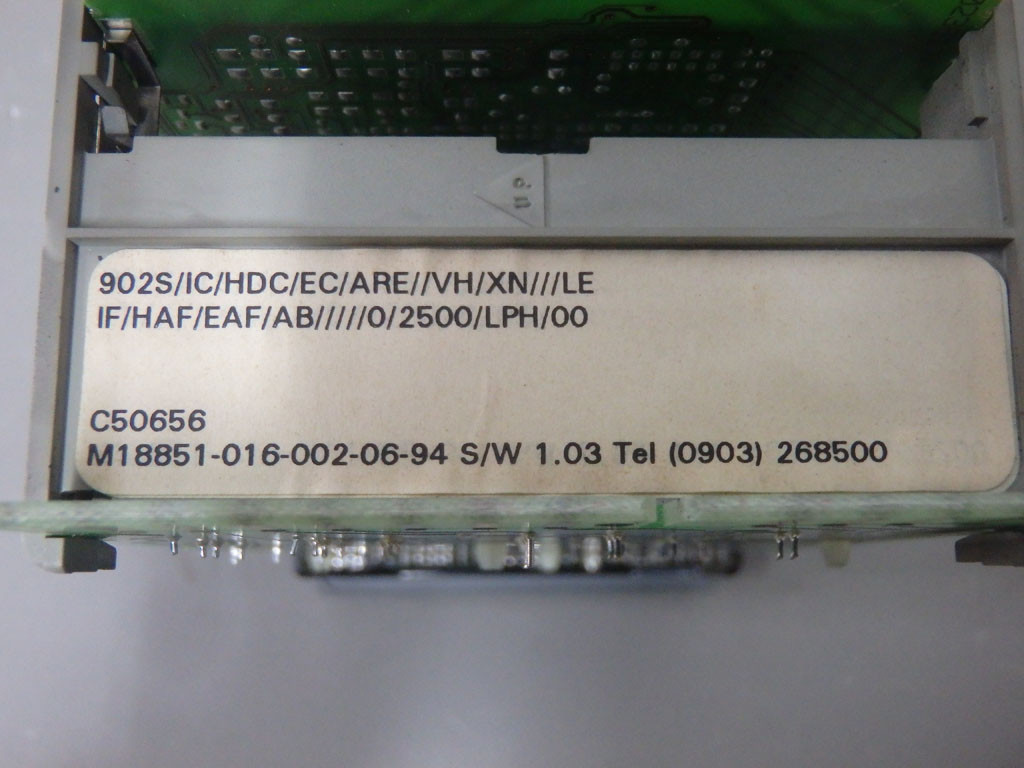 902S/IC/HDC/EC/ARE//VH/XN///LE
IF/HAF/EAF/AB/////0/2500/LPH/00
C50656
M18851-016-002-06-94 S/W 1.03 Tel (0903) 268500